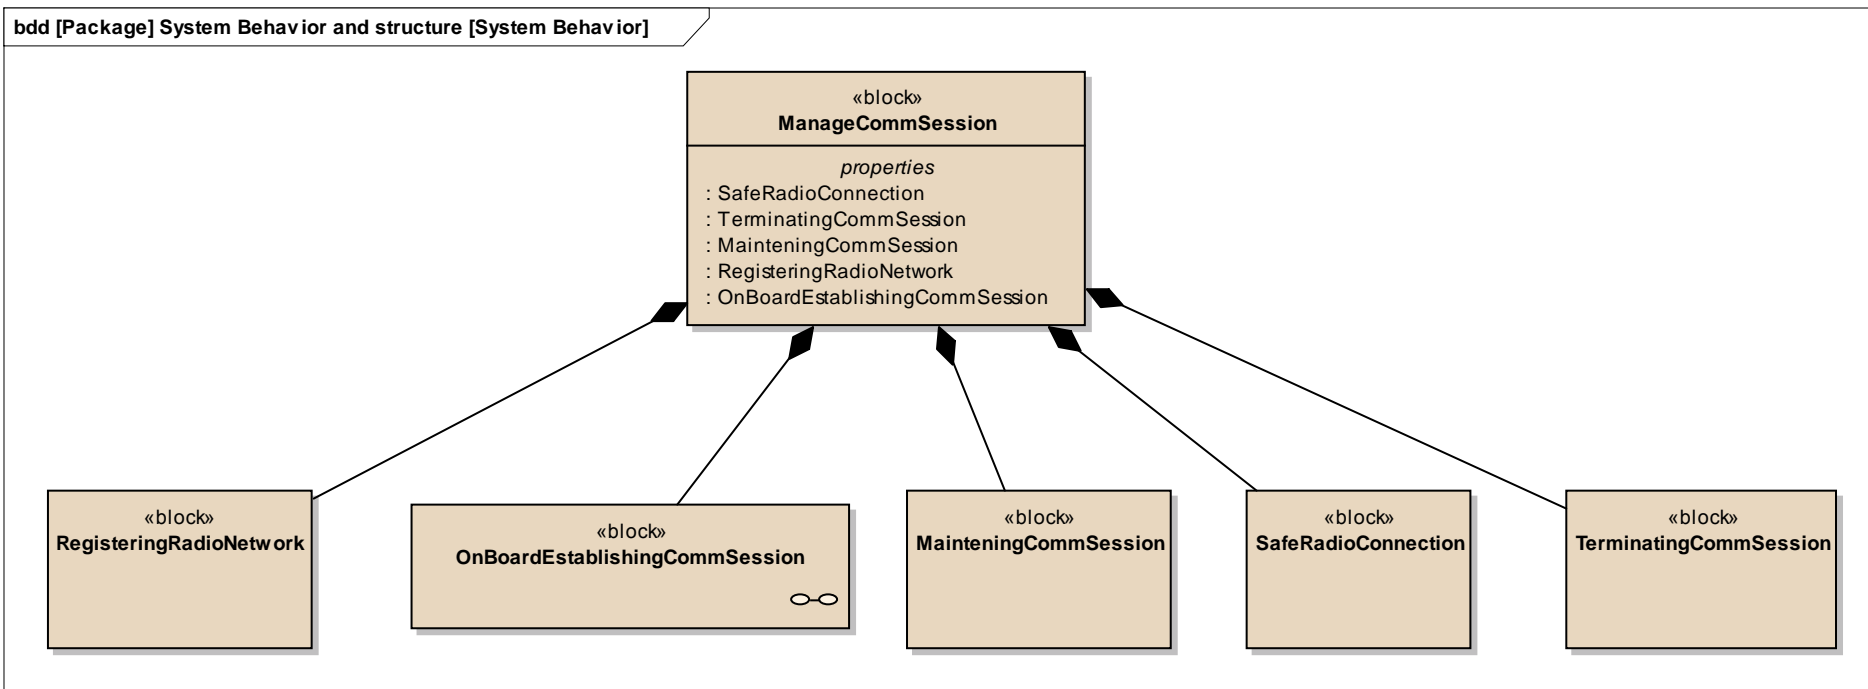 bdd [Package] System Behavior and structure [System Behavior]
«block»
ManageCommSession
properties
: SafeRadioConnection
: TerminatingCommSession
: MainteningCommSession
: RegisteringRadioNetwork
: OnBoardEstablishingCommSession
«block»
RegisteringRadioNetwork
«block»
OnBoardEstablishingCommSession
«block»
MainteningCommSession
«block»
SafeRadioConnection
«block»
TerminatingCommSession